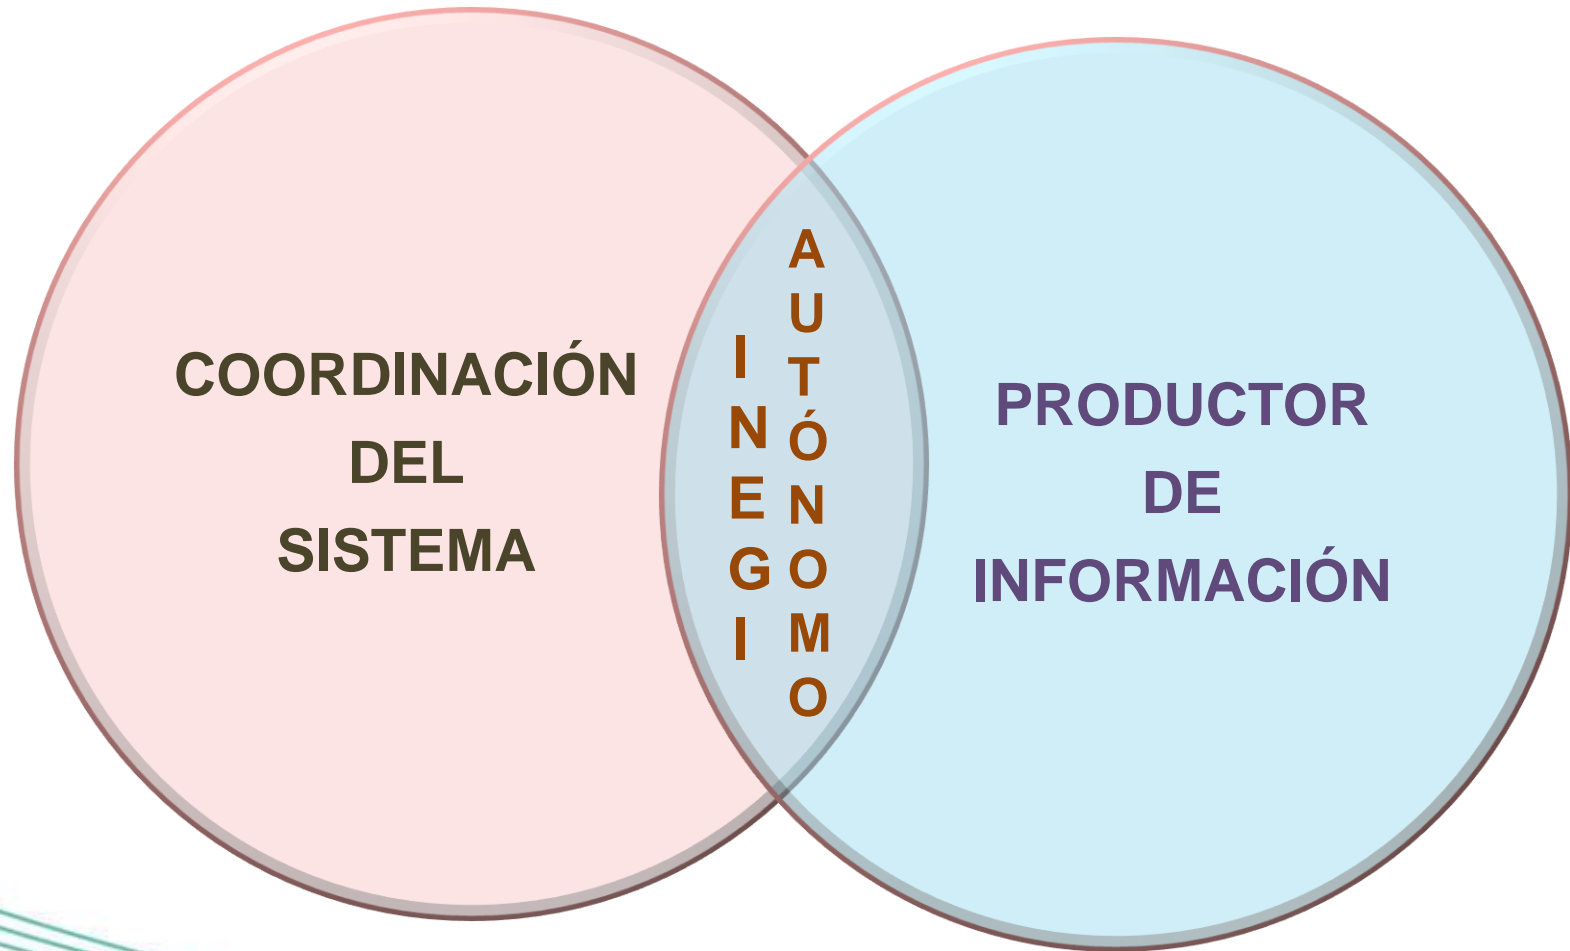 COORDINACIÓN
DEL
SISTEMA
INEGI
AUTÓNOMO
PRODUCTOR
DE
INFORMACIÓN